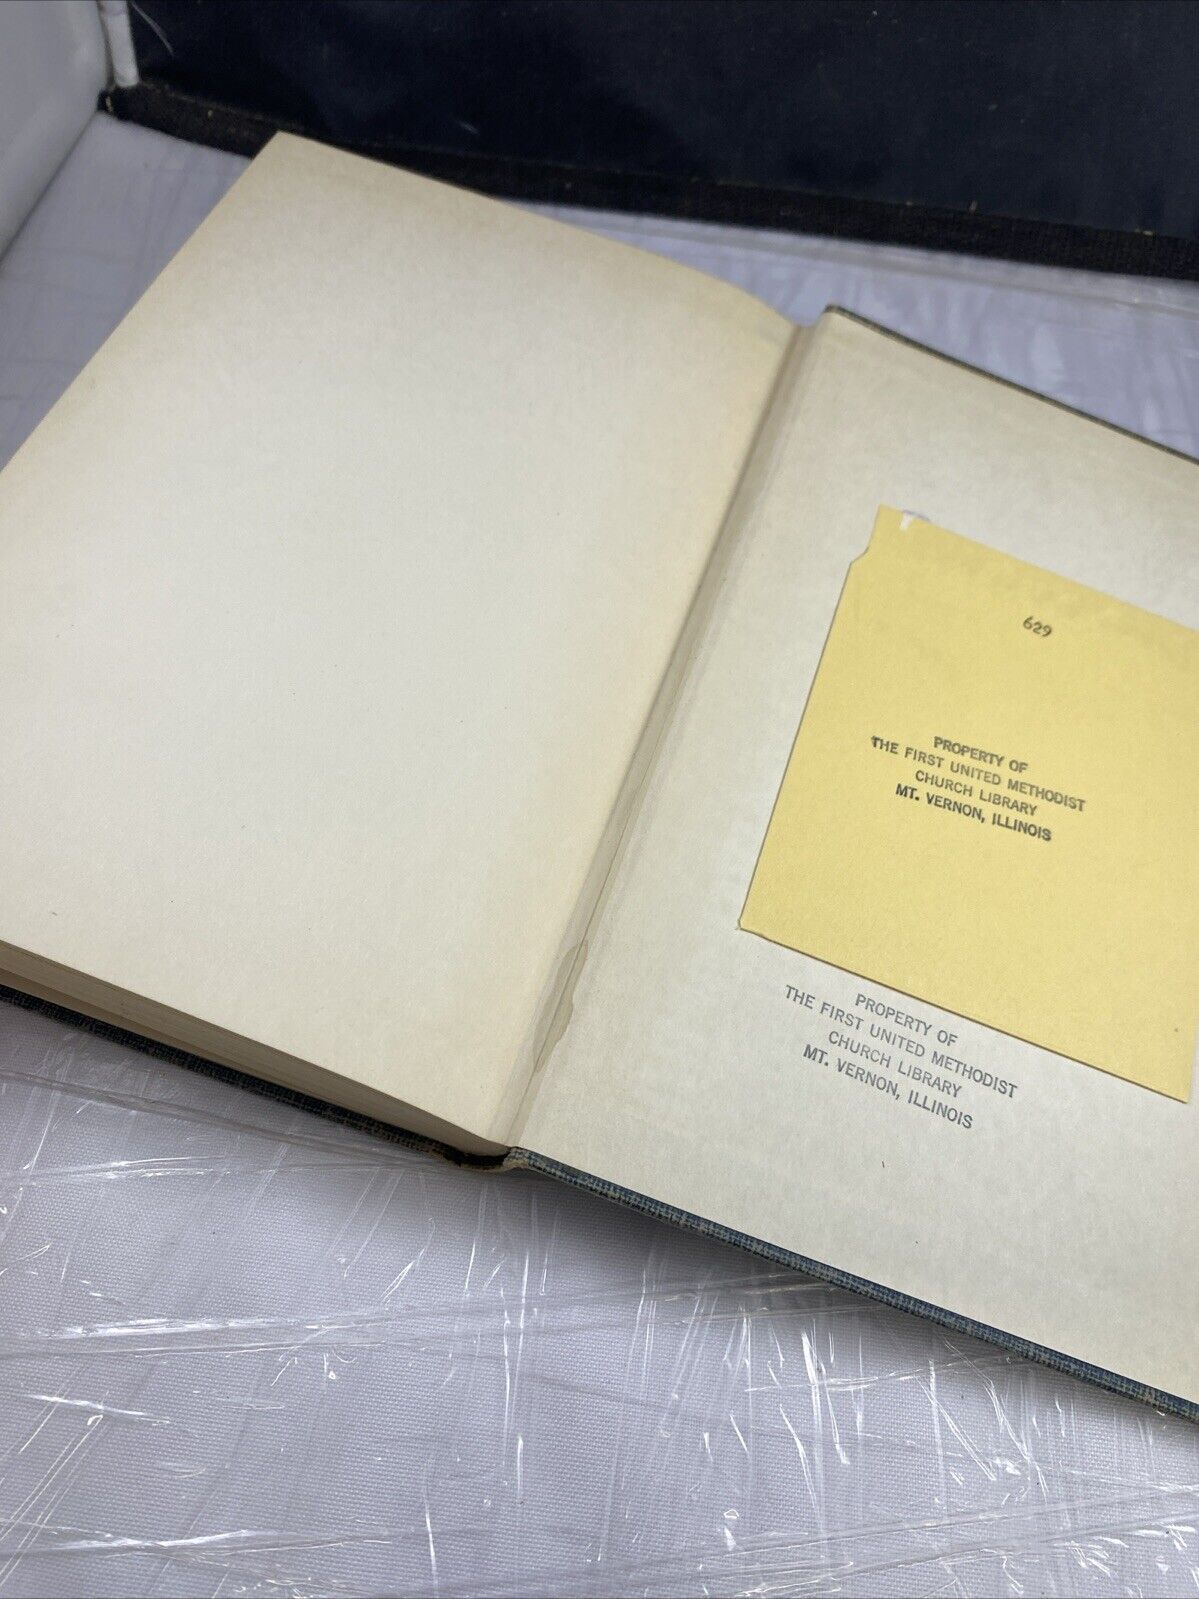 629
PROPERTY OF
THE FIRST UNITED METHODIST
CHURCH LIBRARY
MT. VERNON, ILLINOIS
PROPERTY OF
THE FIRST UNITED METHODIST
CHURCH LIBRARY
MT. VERNON, ILLINOIS